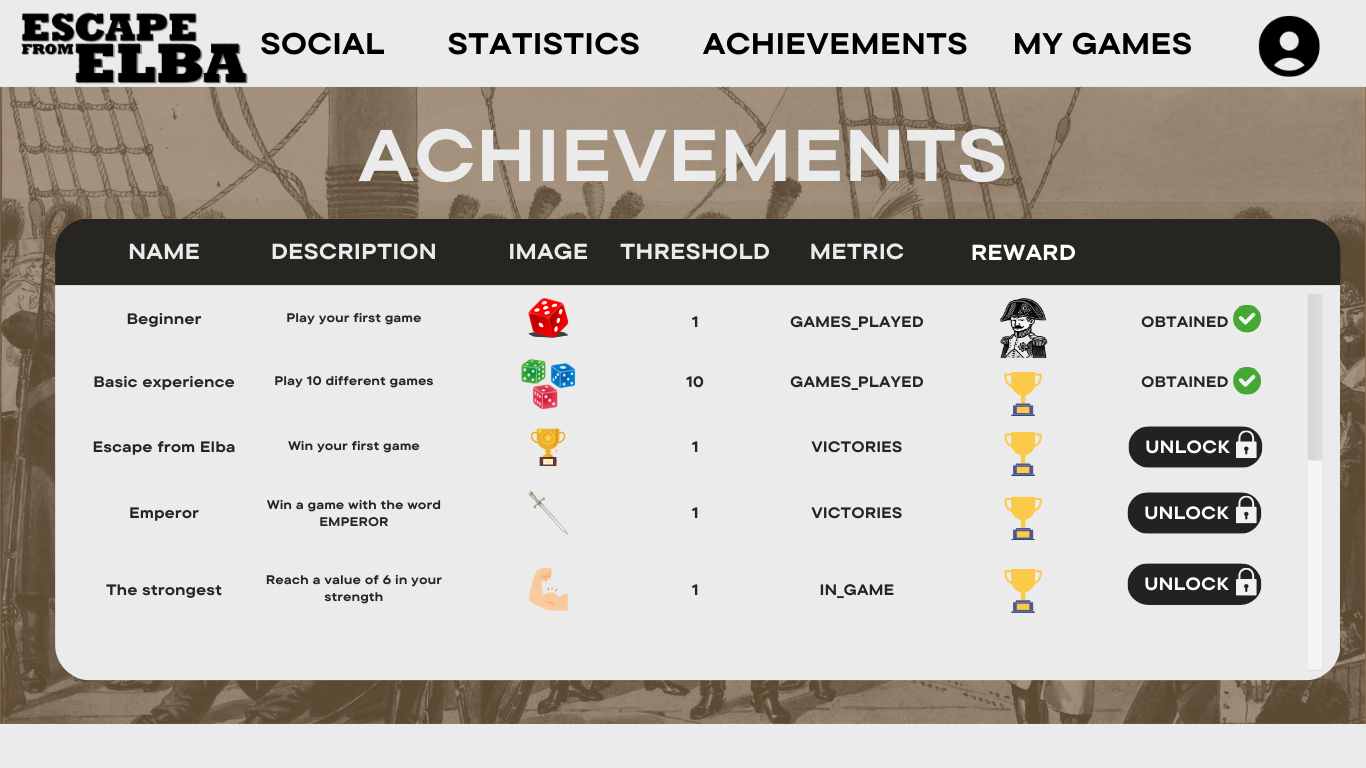 ESCAPE
FROM ELBA
SOCIAL STATISTICS ACHIEVEMENTS MY GAMES
ACHIEVEMENTS
NAME DESCRIPTION IMAGE THRESHOLD METRIC REWARD
Beginner Play your first game 1 GAMES_PLAYED OBTAINED
Basic experience Play 10 different games 10 GAMES_PLAYED OBTAINED
Escape from Elba Win your first game 1 VICTORIES UNLOCK
Emperor Win a game with the word
EMPEROR 1 VICTORIES UNLOCK
The strongest Reach a value of 6 in your
strength 1 IN_GAME UNLOCK